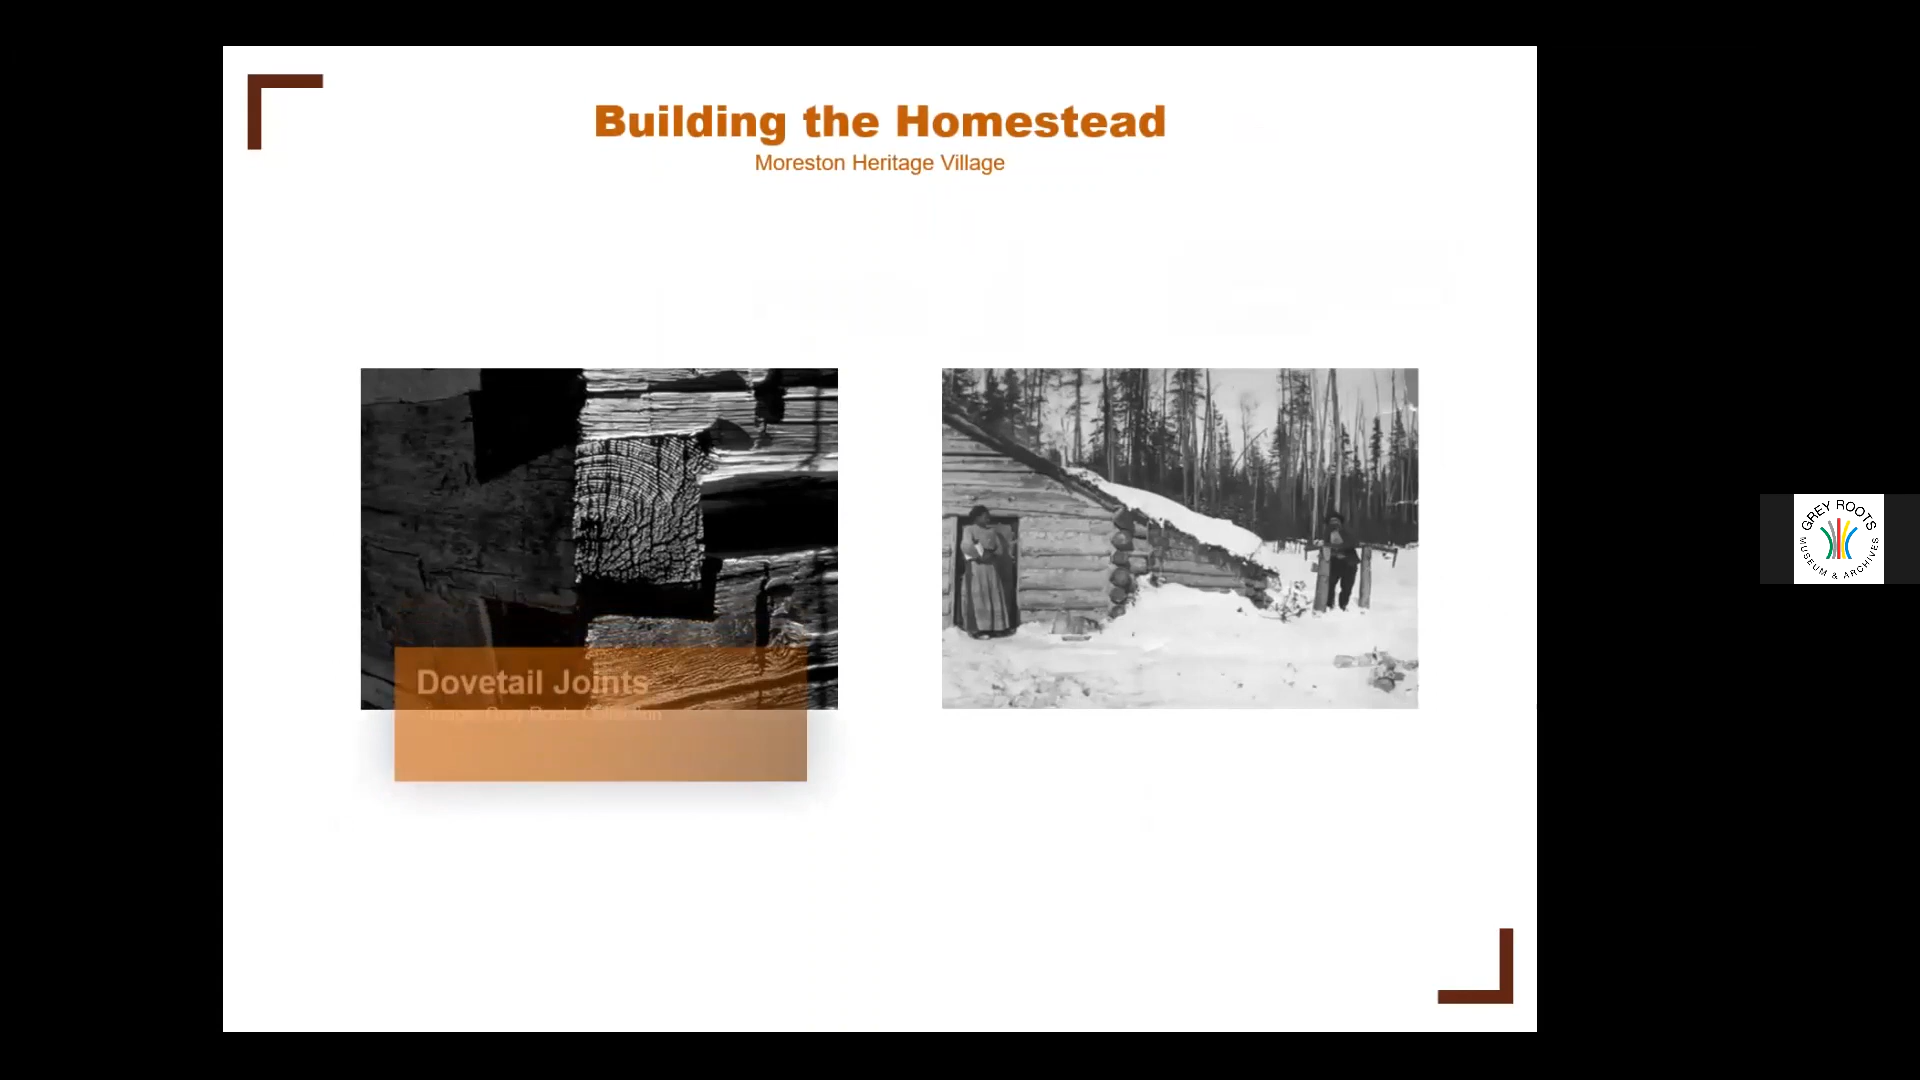 Building the Homestead
Moreston Heritage Village
Dovetail Joints
Image: Grey Roots Collection
GREY ROOTS
MUSEUM & ARCHIVES